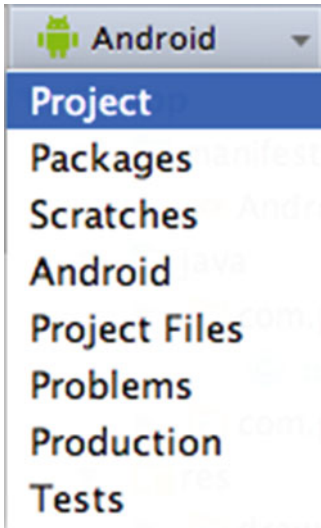 Android
Project
Packages
Scratches
Android
Project Files
Problems
Production
Tests